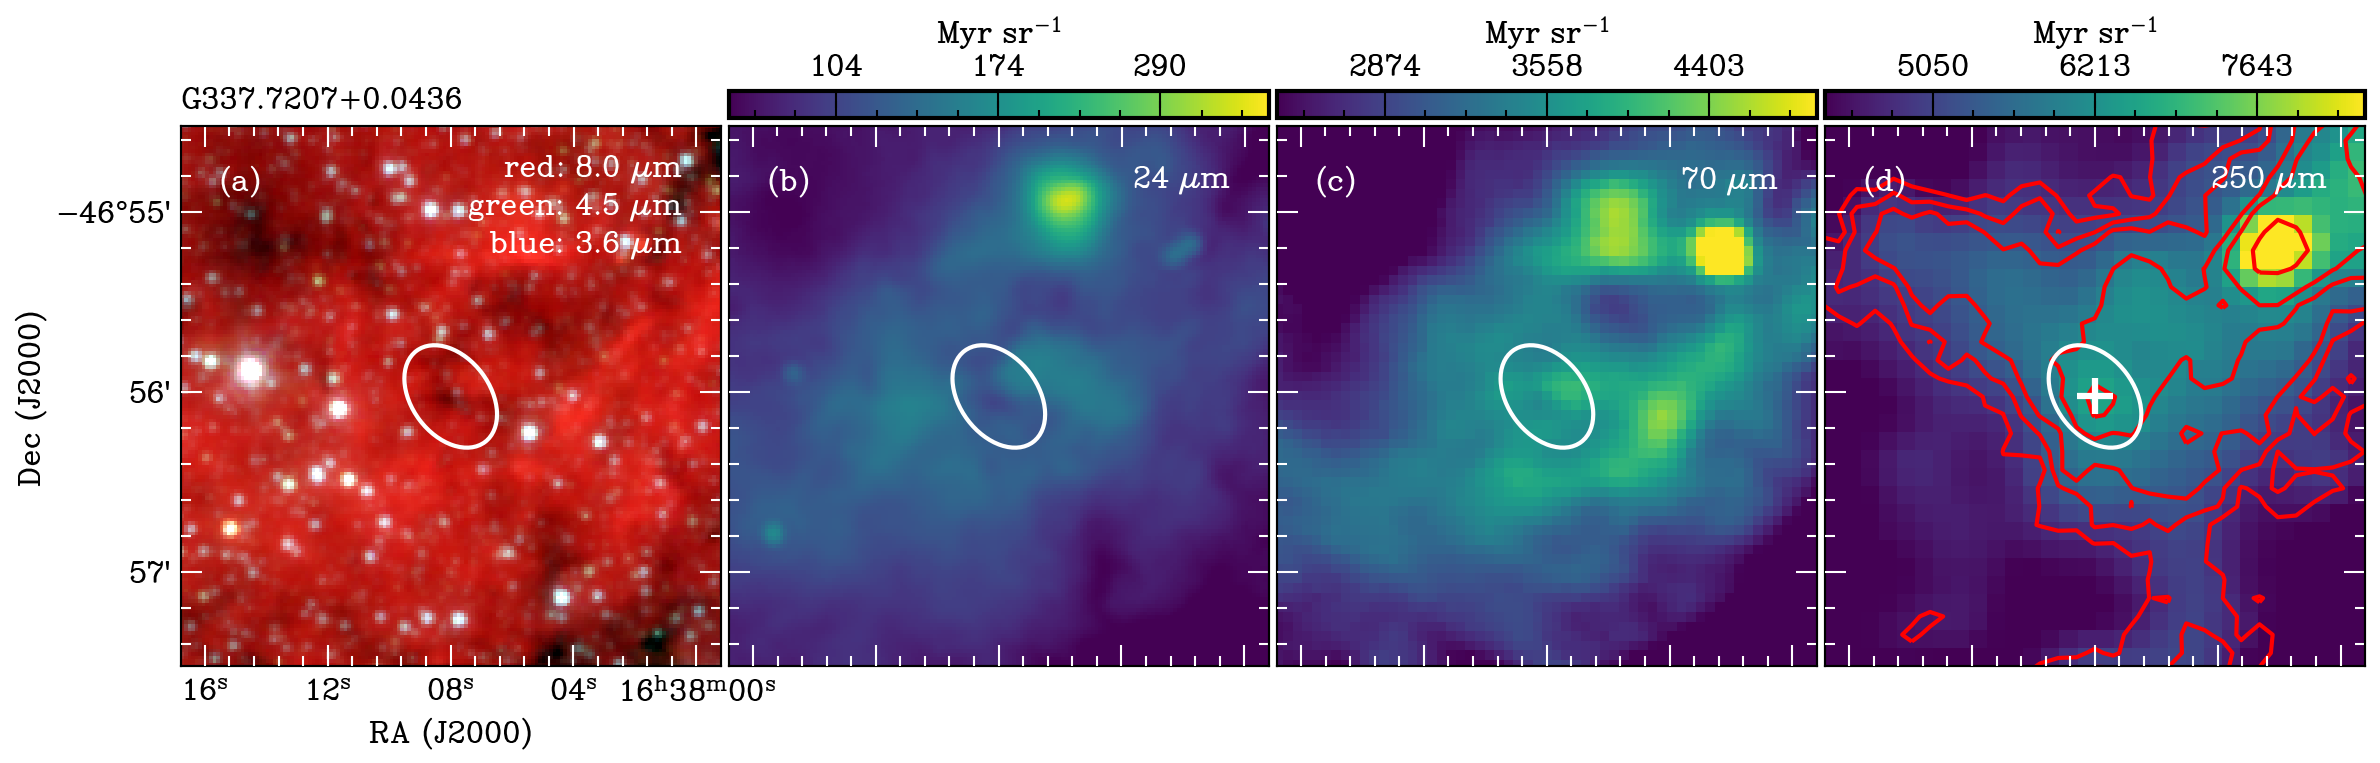 G337.7207+0.0436
Myr sr⁻¹
104 174 290
Myr sr⁻¹
2874 3558 4403
Myr sr⁻¹
5050 6213 7643
(a)
red: 8.0 μm
green: 4.5 μm
blue: 3.6 μm
(b)
24 μm
(c)
70 μm
(d)
250 μm
−46°55'
56'
57'
Dec (J2000)
16ˢ 12ˢ 08ˢ 04ˢ 16ʰ38ᵐ00ˢ
RA (J2000)